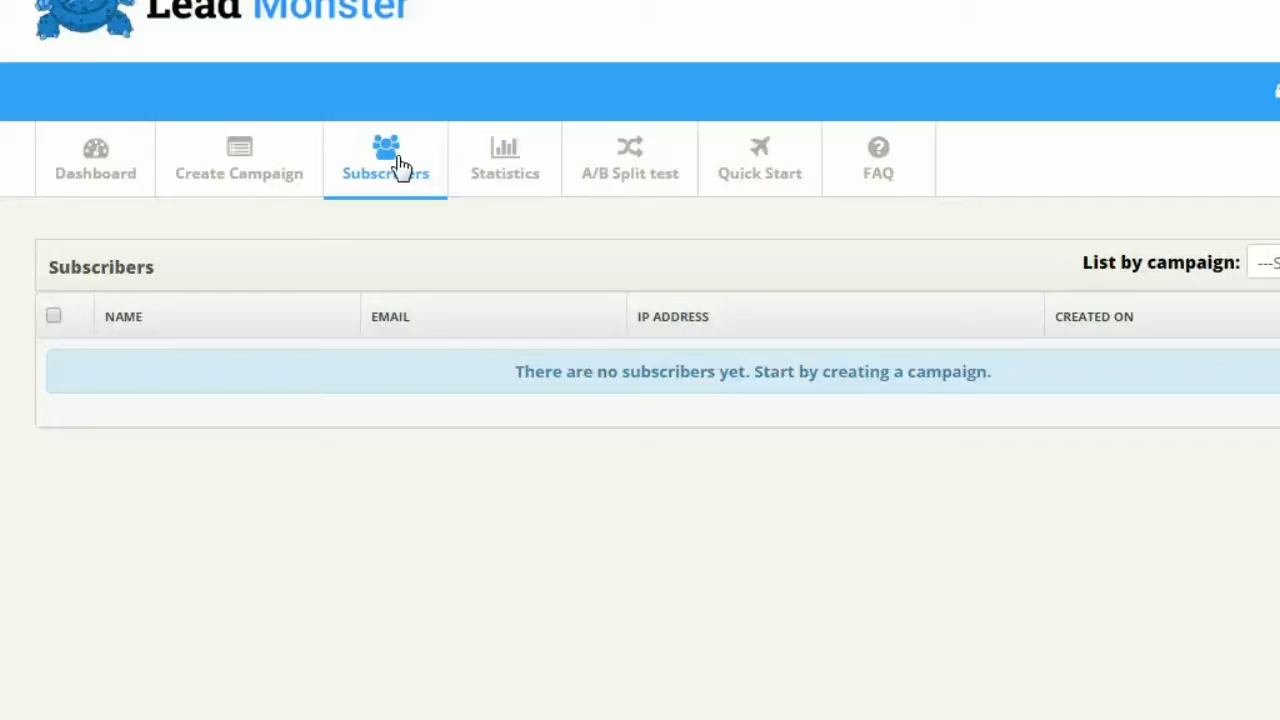 Lead Monster
Dashboard
Create Campaign
Subscribers
Statistics
A/B Split test
Quick Start
FAQ
Subscribers
List by campaign:
---S
NAME
EMAIL
IP ADDRESS
CREATED ON
There are no subscribers yet. Start by creating a campaign.